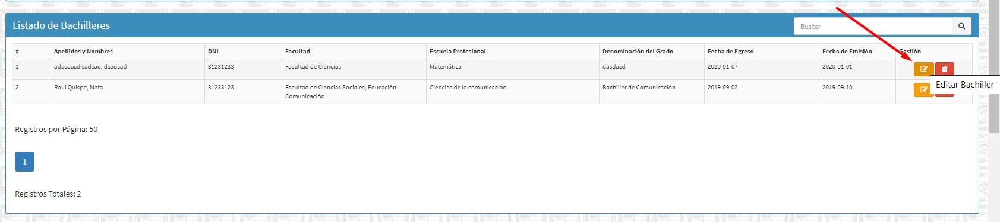 Listado de Bachilleres
Buscar
# Apellidos y Nombres DNI Facultad Escuela Profesional Denominación del Grado Fecha de Egreso Fecha de Emisión Gestión
1 adasdasd sadsad, dsadsad 31231233 Facultad de Ciencias Matemática dasdasd 2020-01-07 2020-01-01
Editar Bachiller
2 Raul Quispe, Mata 31233123 Facultad de Ciencias Sociales, Educación Ciencias de la comunicación Bachiller de Comunicación 2019-09-03 2019-09-10
Comunicación
Registros por Página: 50
1
Registros Totales: 2